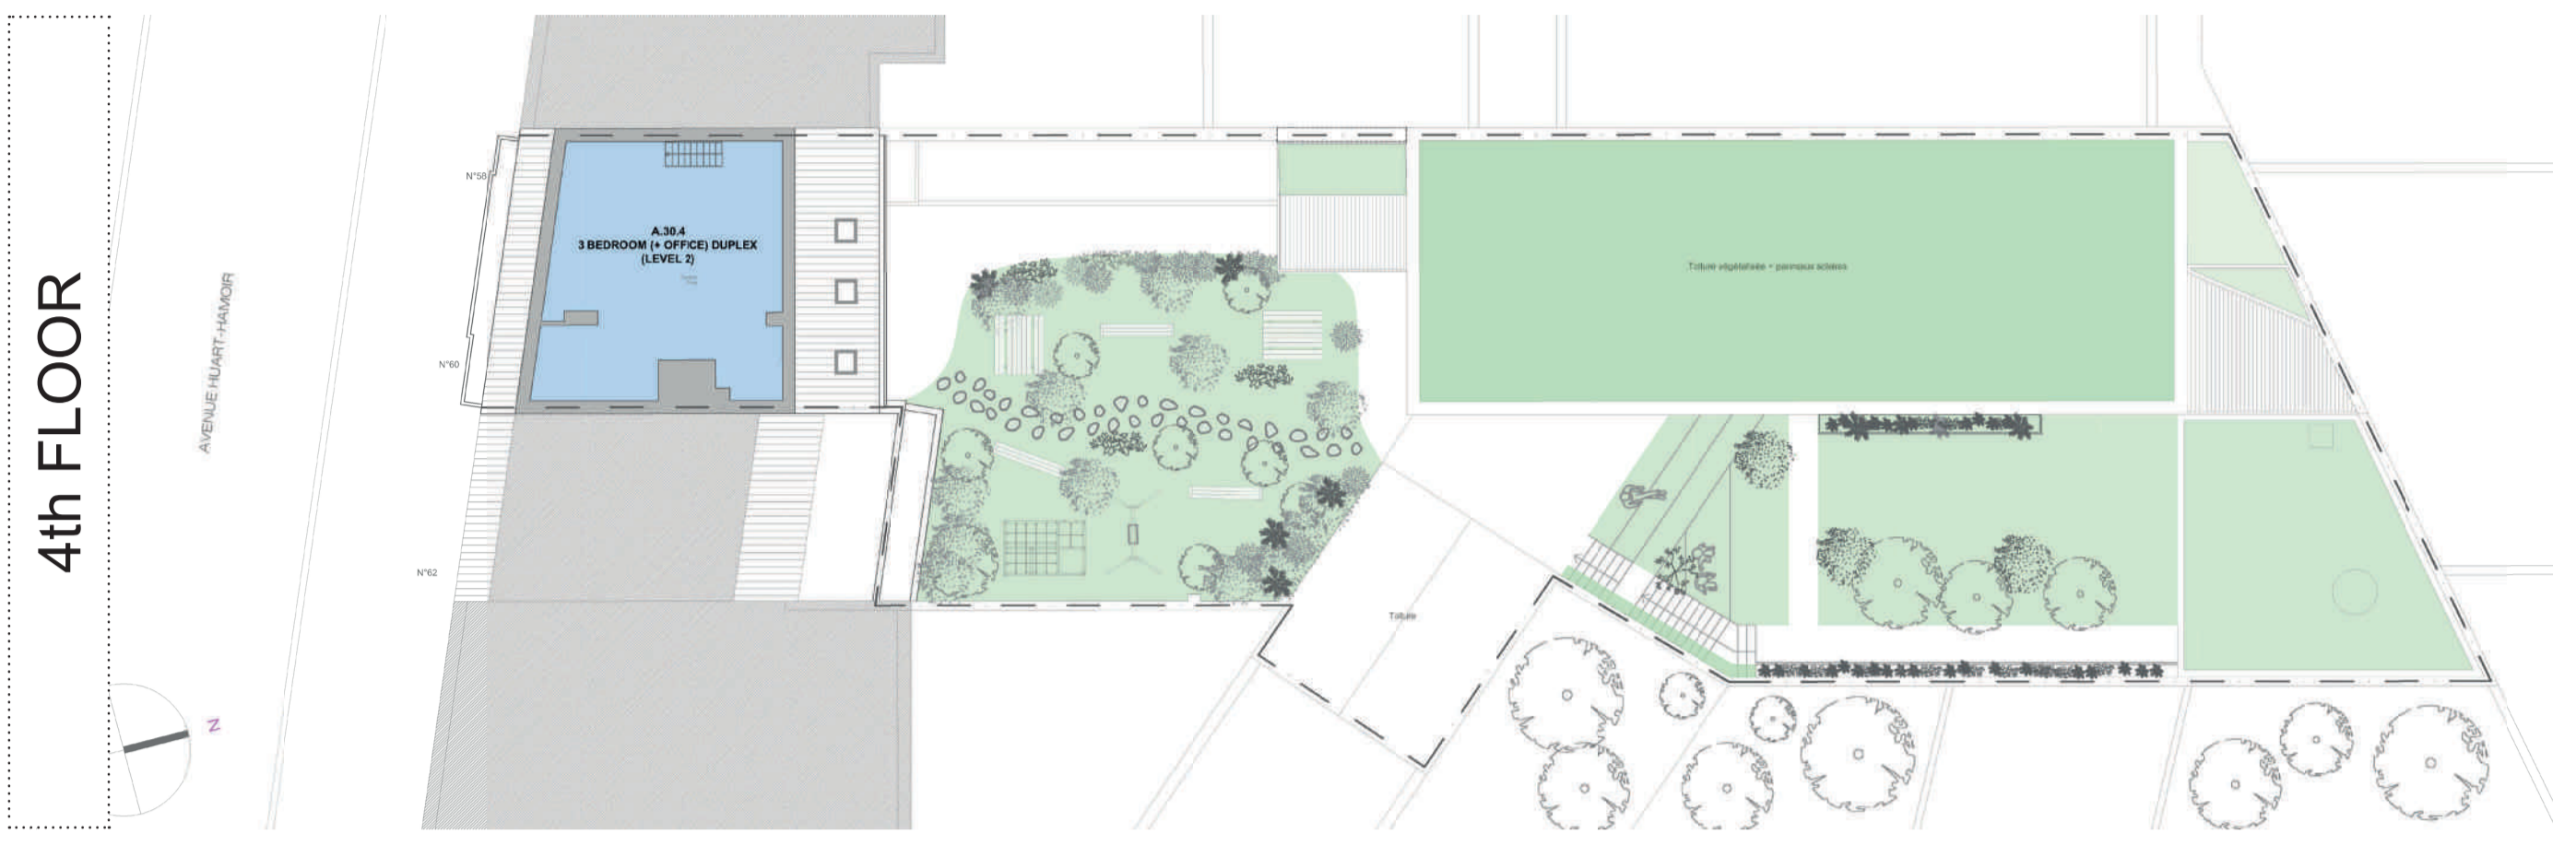 4th FLOOR
AVENUE HUART-HAMOIR
N°58
N°60
N°62
A.30.4
3 BEDROOM (+ OFFICE) DUPLEX
(LEVEL 2)
Toiture végétalisée + panneaux solaires
Toiture
N